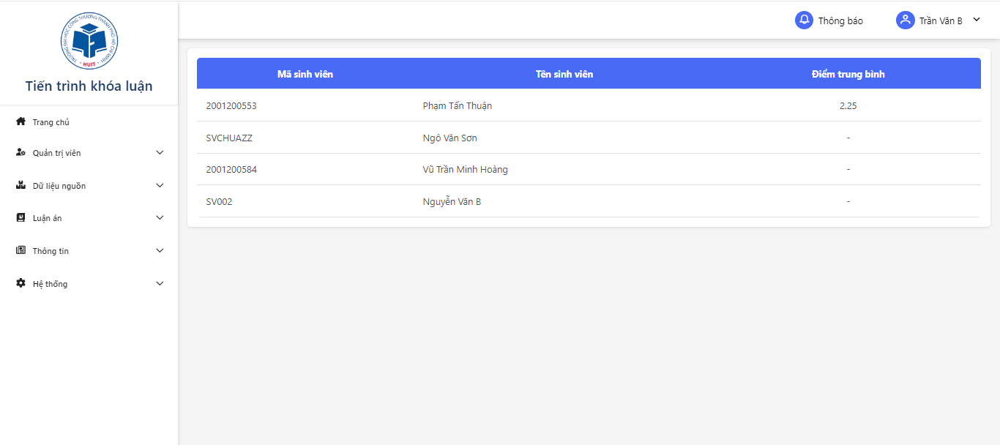 TRƯỜNG ĐẠI HỌC CÔNG THƯƠNG THÀNH PHỐ HỒ CHÍ MINH
HUIT
Tiến trình khóa luận
Trang chủ
Quản trị viên
Dữ liệu nguồn
Luận án
Thông tin
Hệ thống
Thông báo
Trần Văn B
Mã sinh viên Tên sinh viên Điểm trung bình
2001200553 Phạm Tấn Thuận 2.25
SVCHUAZZ Ngô Văn Sơn -
2001200584 Vũ Trần Minh Hoàng -
SV002 Nguyễn Văn B -